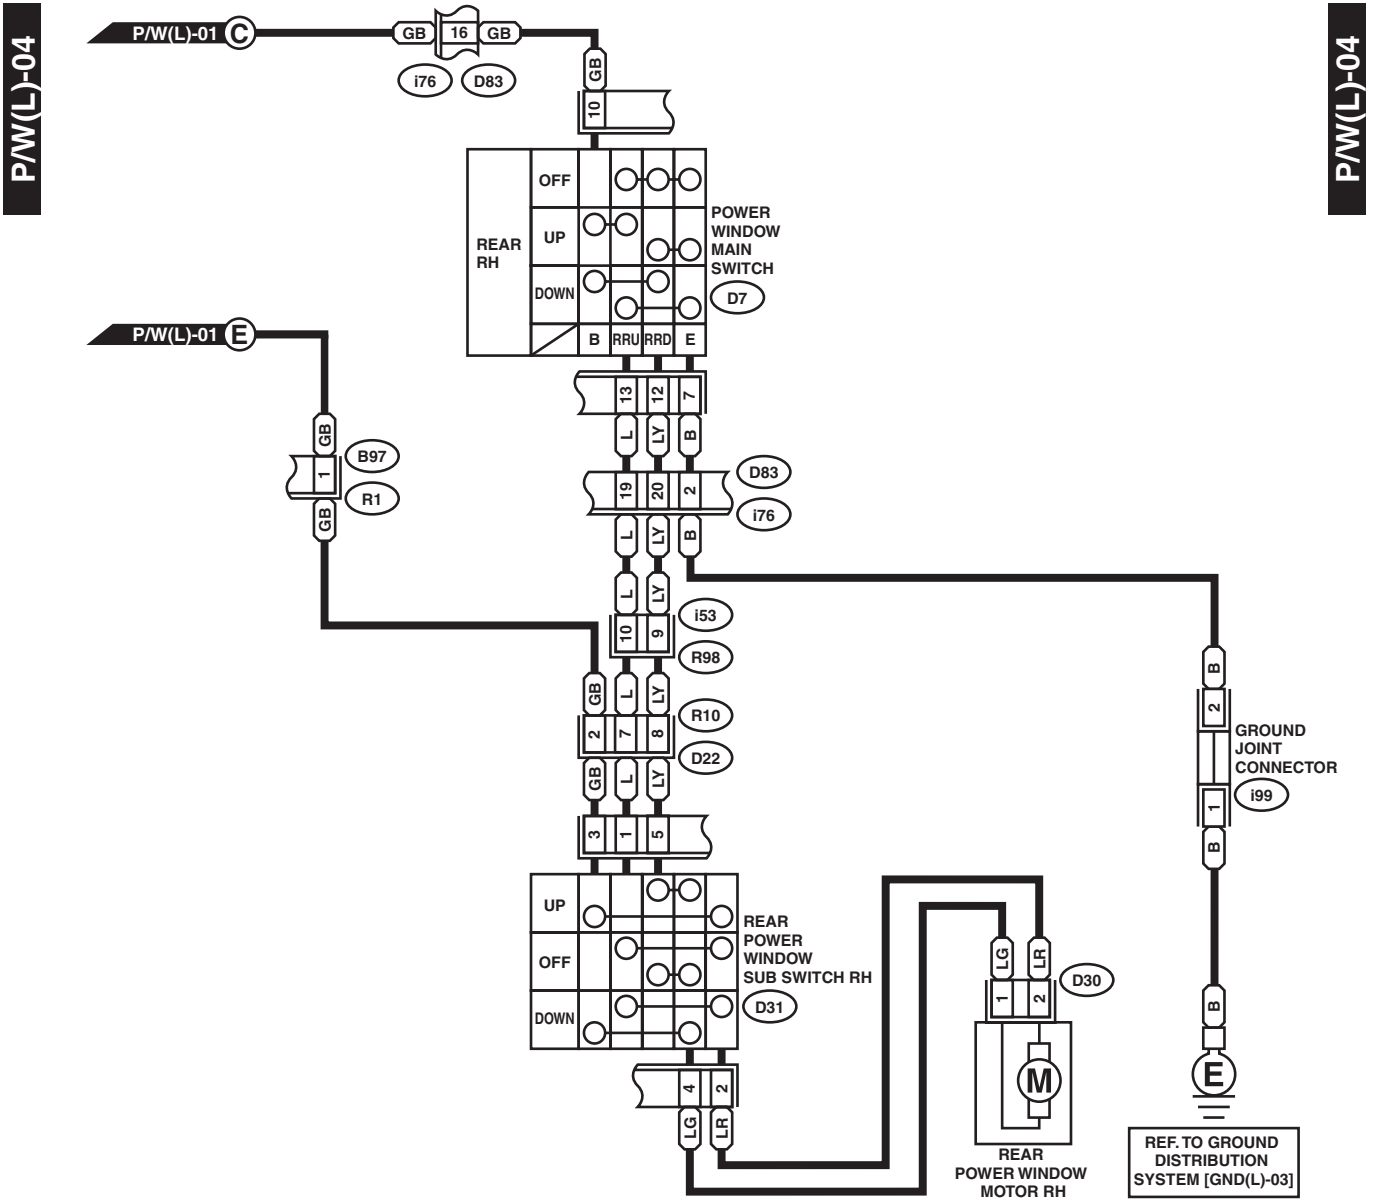 P/W(L)-04
P/W(L)-04
P/W(L)-01 C
GB 16 GB
i76 D83
GB
10
REAR RH
OFF
UP
DOWN
B RRU RRD E
POWER
WINDOW
MAIN
SWITCH
D7
P/W(L)-01 E
GB
1
B97
R1
GB
13 12 7
L LY B
19 20 2
D83
i76
L LY B
L LY
10 9
i53
R98
GB L LY
2 7 8
R10
D22
GB L LY
3 1 5
UP
OFF
DOWN
REAR
POWER
WINDOW
SUB SWITCH RH
D31
4 2
LG LR
LG LR
1 2
D30
M
REAR
POWER WINDOW
MOTOR RH
B
2
GROUND
JOINT
CONNECTOR
i99
1
B
B
E
REF. TO GROUND
DISTRIBUTION
SYSTEM [GND(L)-03]